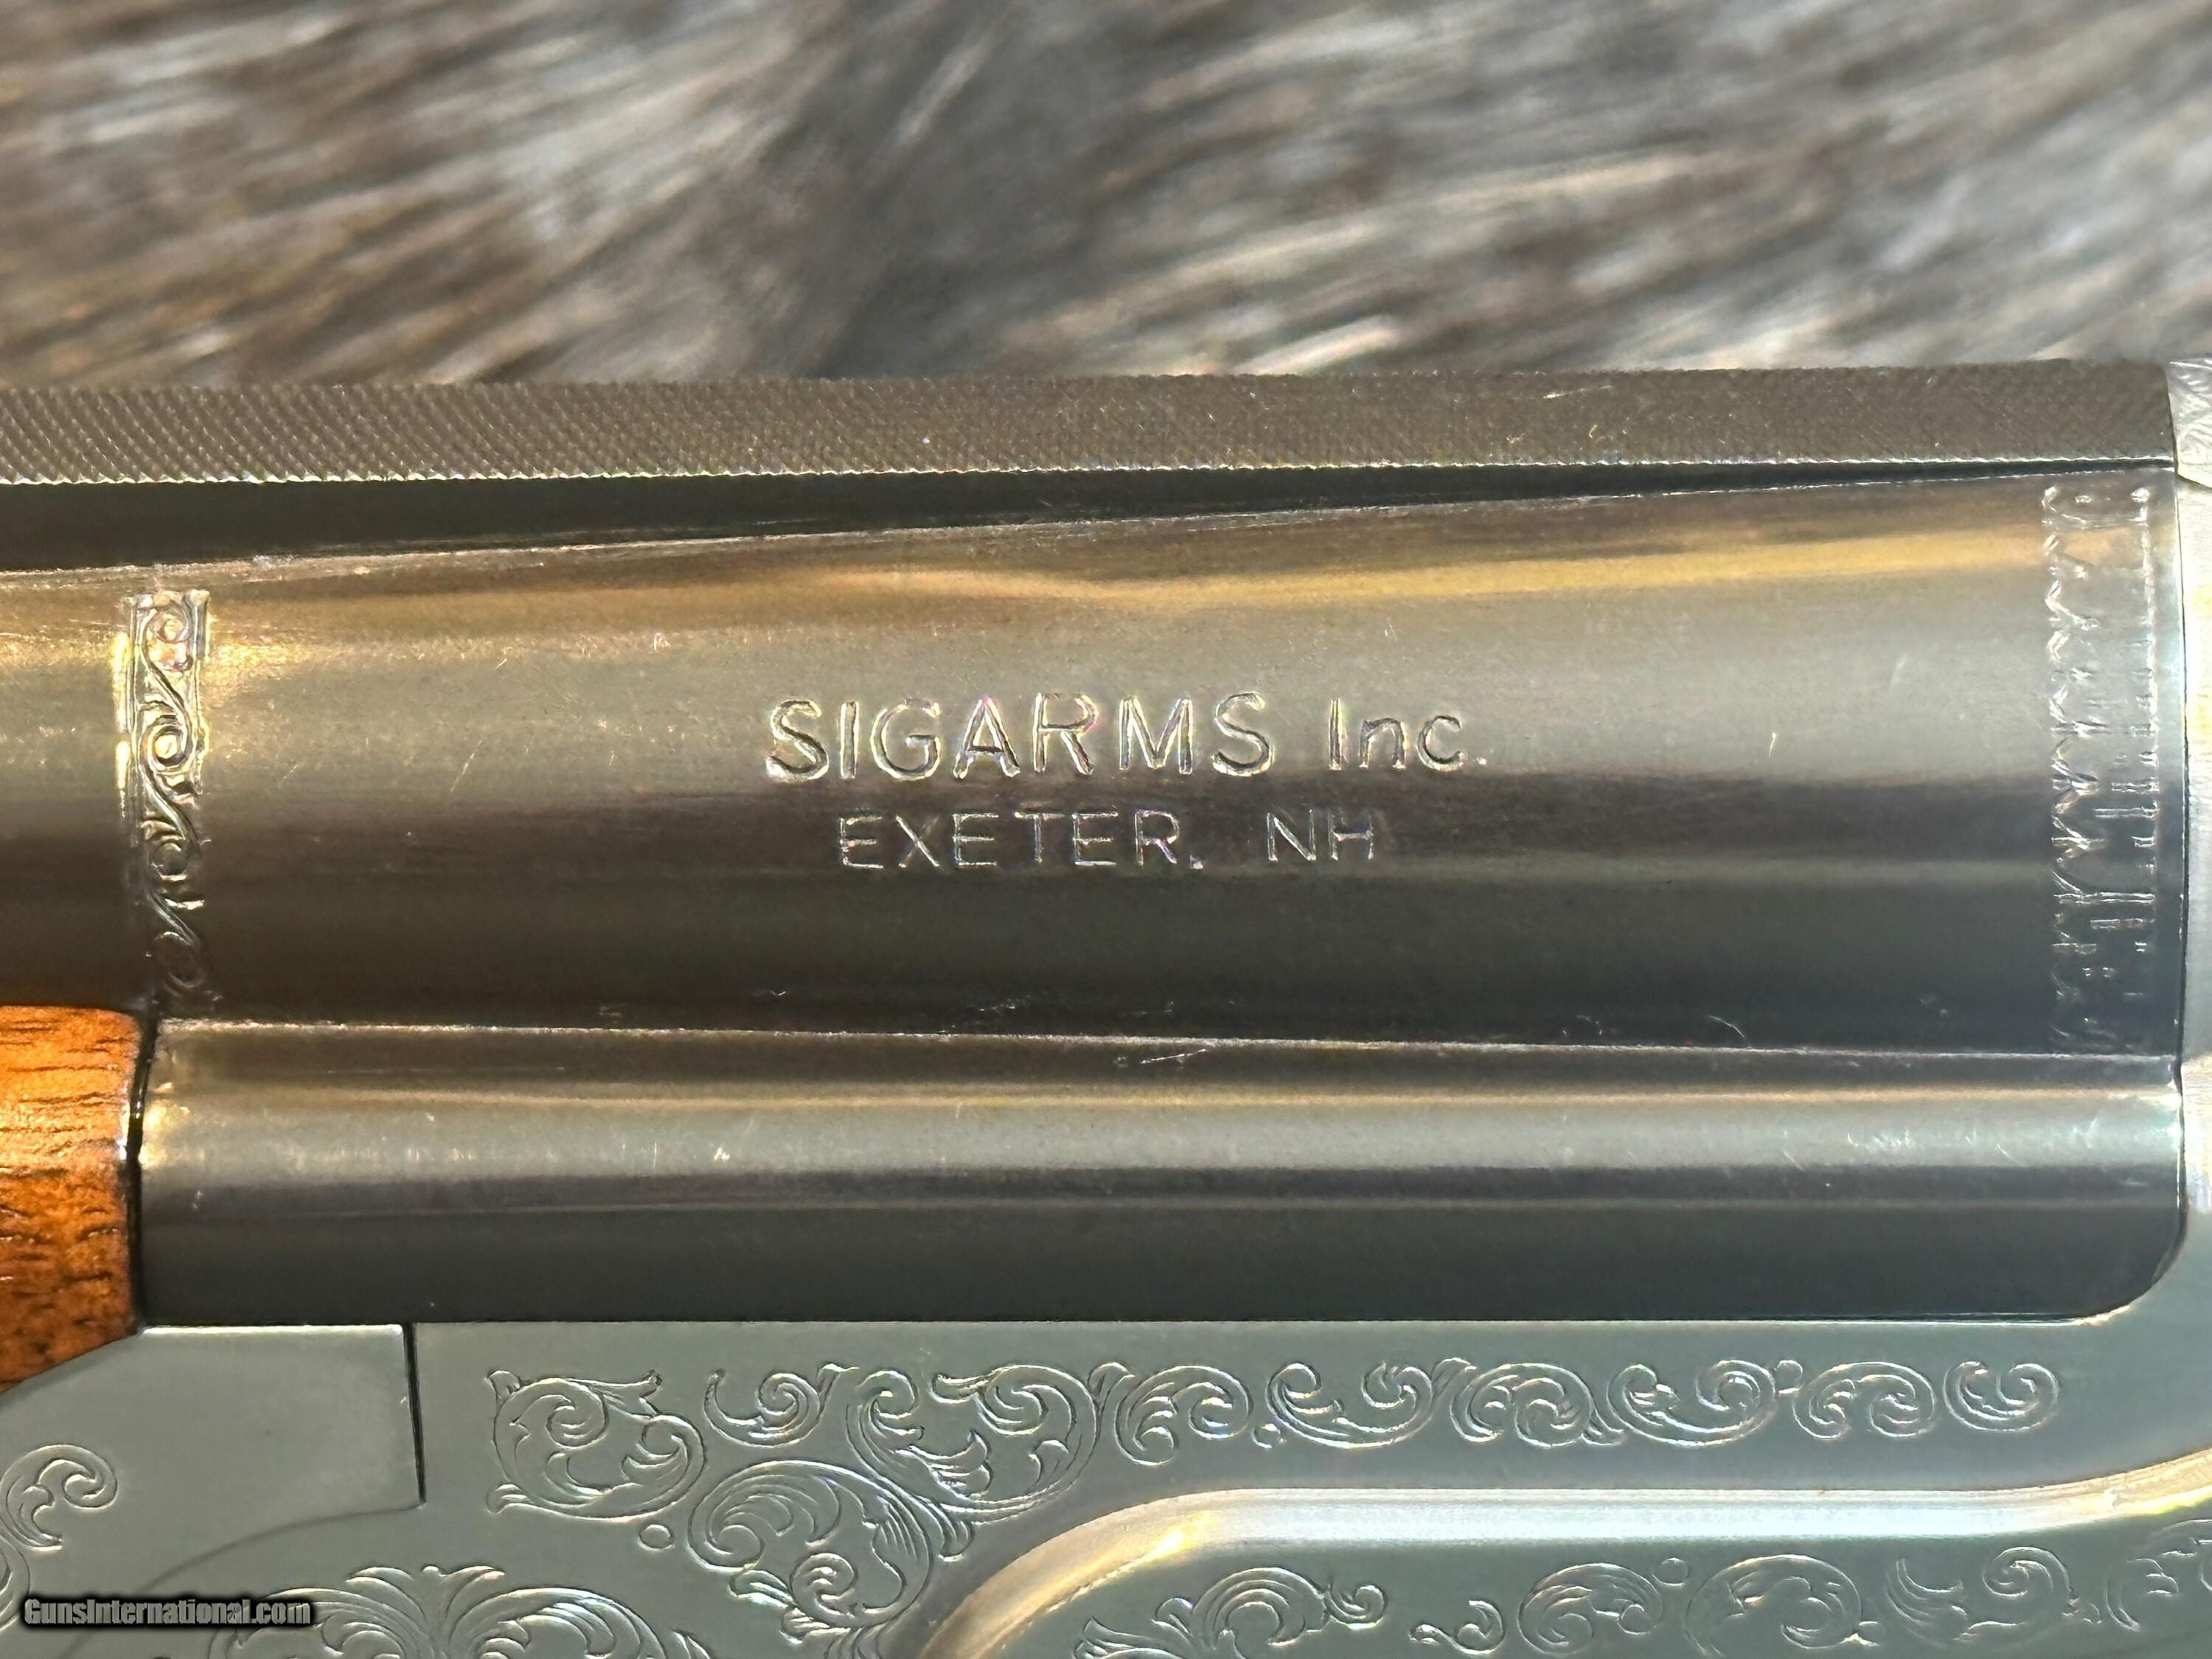 SIGARMS Inc.
EXETER, NH
GunsInternational.com